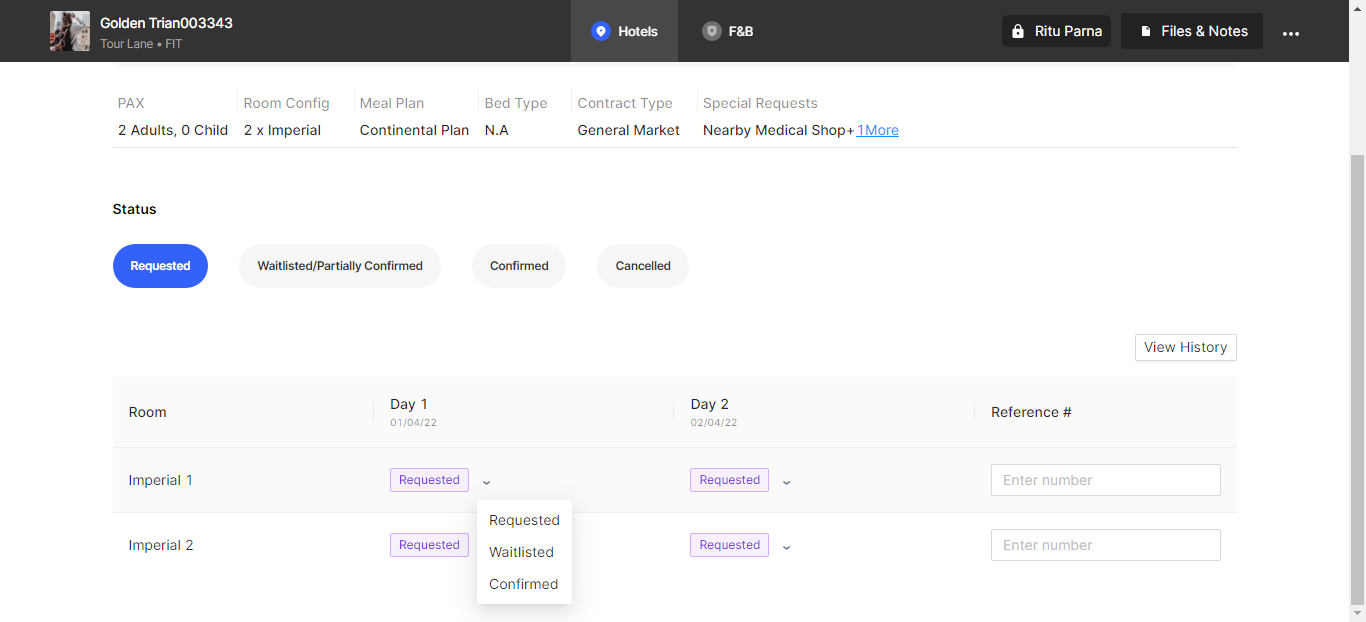 Golden Trian003343
Tour Lane • FIT
Hotels
F&B
Ritu Parna
Files & Notes
PAX
Room Config
Meal Plan
Bed Type
Contract Type
Special Requests
2 Adults, 0 Child
2 x Imperial
Continental Plan
N.A
General Market
Nearby Medical Shop+ 1More
Status
Requested
Waitlisted/Partially Confirmed
Confirmed
Cancelled
View History
Room
Day 1
01/04/22
Day 2
02/04/22
Reference #
Imperial 1
Requested
Requested
Enter number
Imperial 2
Requested
Requested
Enter number
Requested
Waitlisted
Confirmed